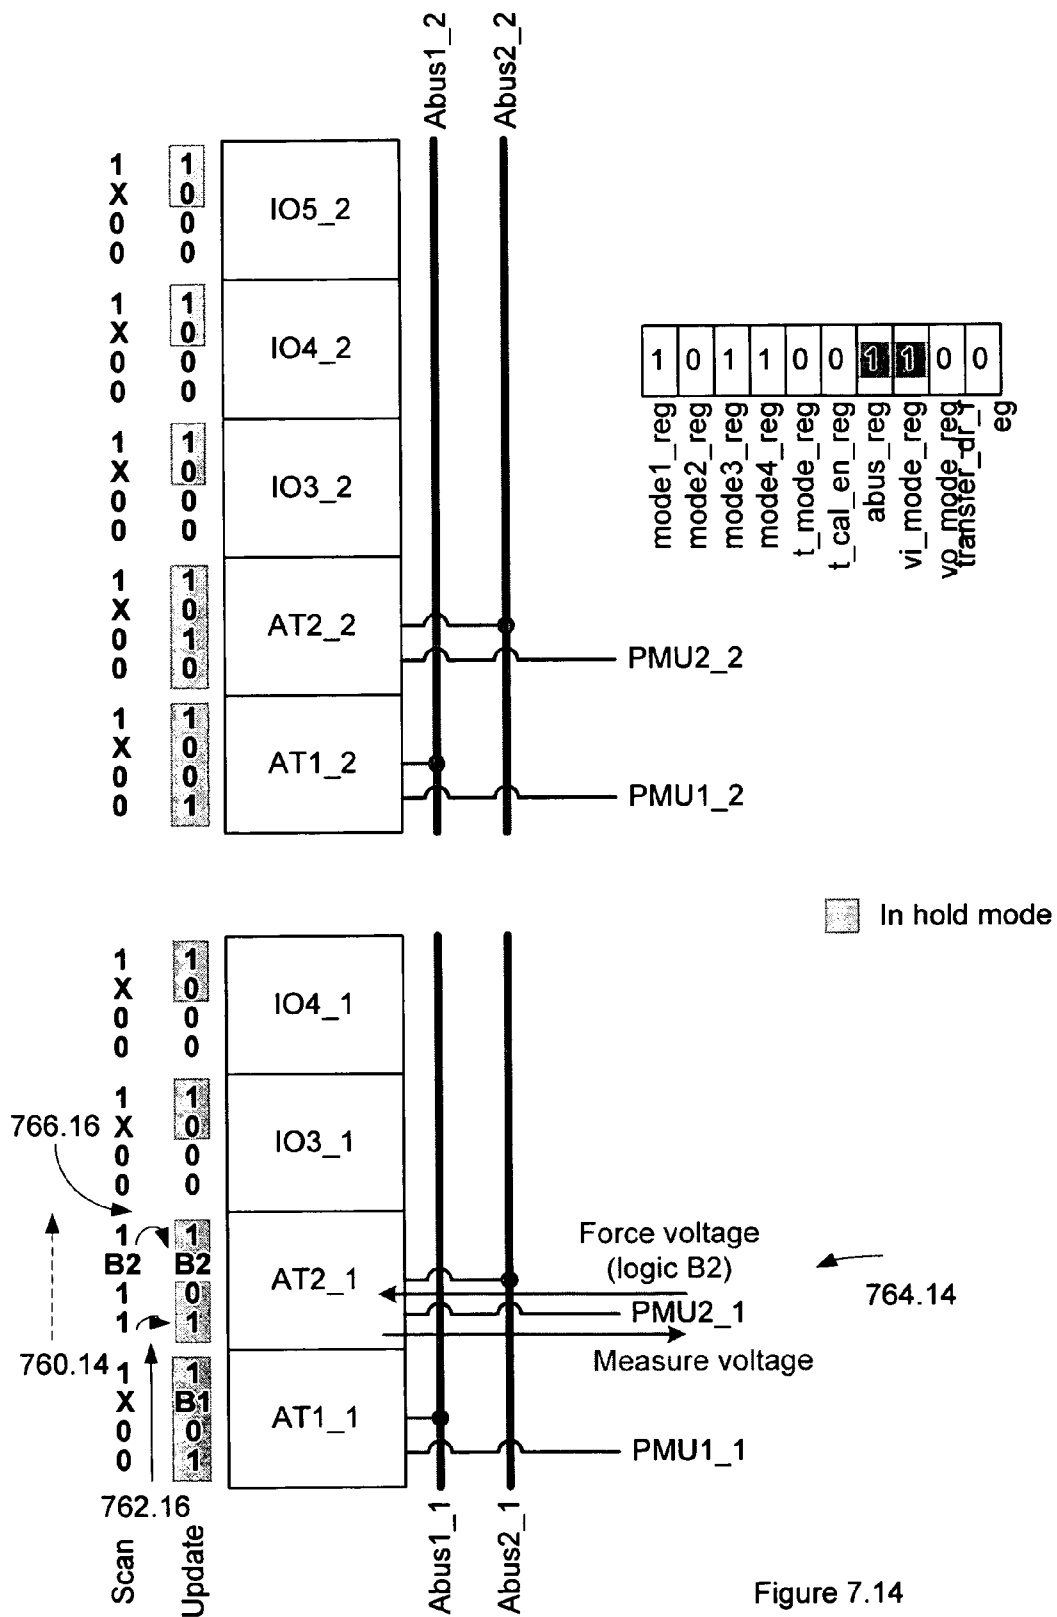 Abus1_2
Abus2_2
1 1
X 0
0 0
0 0
IO5_2
1 1
X 0
0 0
0 0
IO4_2
1 0 1 1 0 0 1 1 0 0
mode1_reg
mode2_reg
mode3_reg
mode4_reg
t_mode_reg
t_cal_en_reg
abus_reg
vi_mode_reg
vo_mode_reg
transfer_dr_r
eg
1 1
X 0
0 0
0 0
IO3_2
1 1
X 0
0 1
0 0
AT2_2
PMU2_2
1 1
X 0
0 0
0 1
AT1_2
PMU1_2
In hold mode
1 1
X 0
0 0
0 0
IO4_1
766.16
1 1
X 0
0 0
0 0
IO3_1
1 1
B2 B2
1 0
1 1
AT2_1
Force voltage
(logic B2)
764.14
PMU2_1
Measure voltage
760.14
1 1
X B1
0 0
0 1
AT1_1
PMU1_1
762.16
Scan
Update
Abus1_1
Abus2_1
Figure 7.14